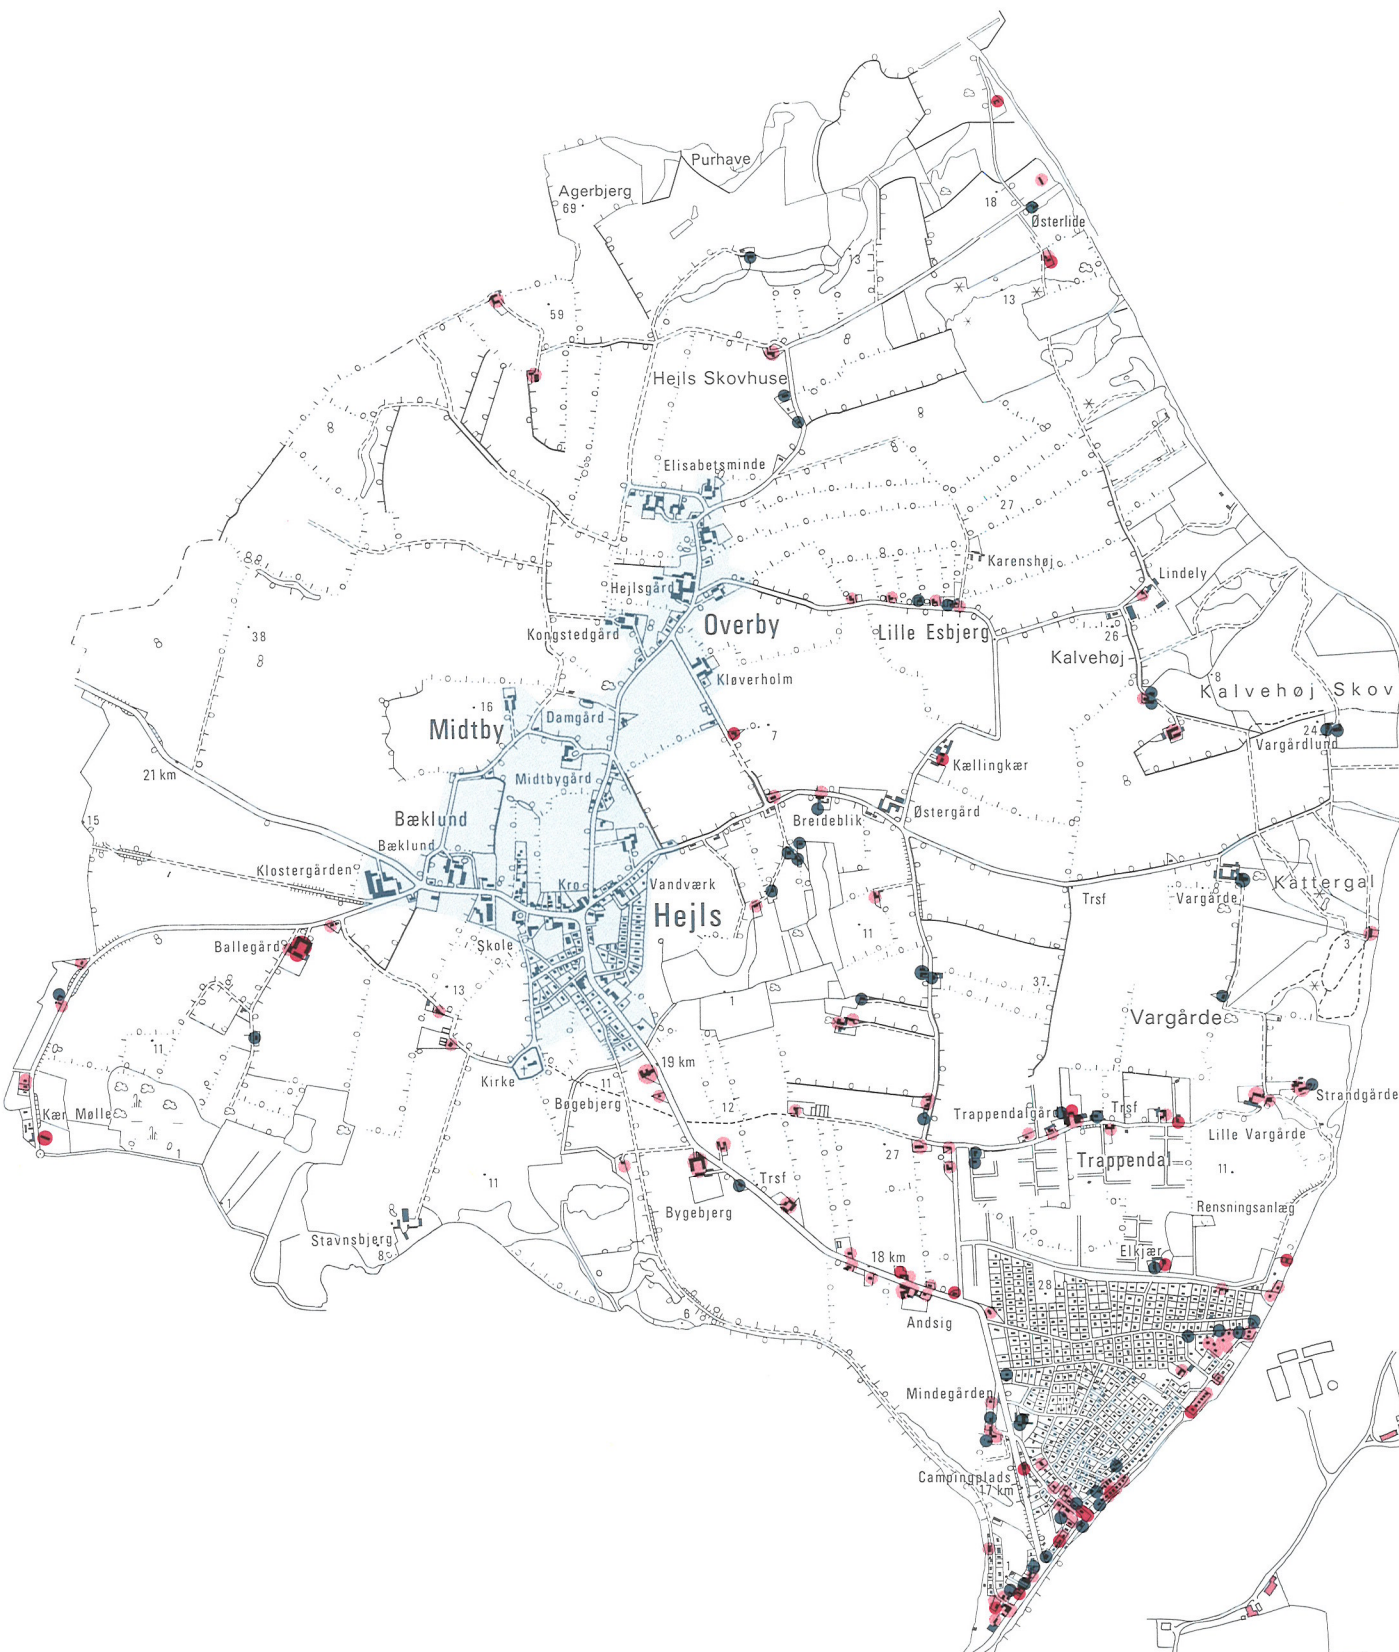 Purhave
Agerbjerg
69
18
Østerlide
13
13
59
Hejls Skovhuse
Elisabetsminde
27
Karenshøj
Lindely
Hejlsgård
Kongstedgård
Overby
Lille Esbjerg
26
Kalvehøj
38
Kløverholm
8
Kalvehøj Skov
16
Midtby
Damgård
7
24
Vargårdlund
Midtbygård
Kællingkær
21 km
Bæklund
Breideblik
Østergård
15
Bæklund
Klostergården
Kro
Vandværk
Trsf
Vargårde
Kattergal
Hejls
Ballegård
Skole
11
3
13
1
37
Vargårde
11
19 km
Kirke
11
Bøgebjerg
12
Trappendalgård
Trsf
Strandgårde
Kær Mølle
Lille Vargårde
1
27
Trappendal
11
11
Trsf
Bygebjerg
Rensningsanlæg
1
Stavnsbjerg
8
18 km
Elkjær
28
6
Andsig
Mindegården
Campingplads
17 km
1